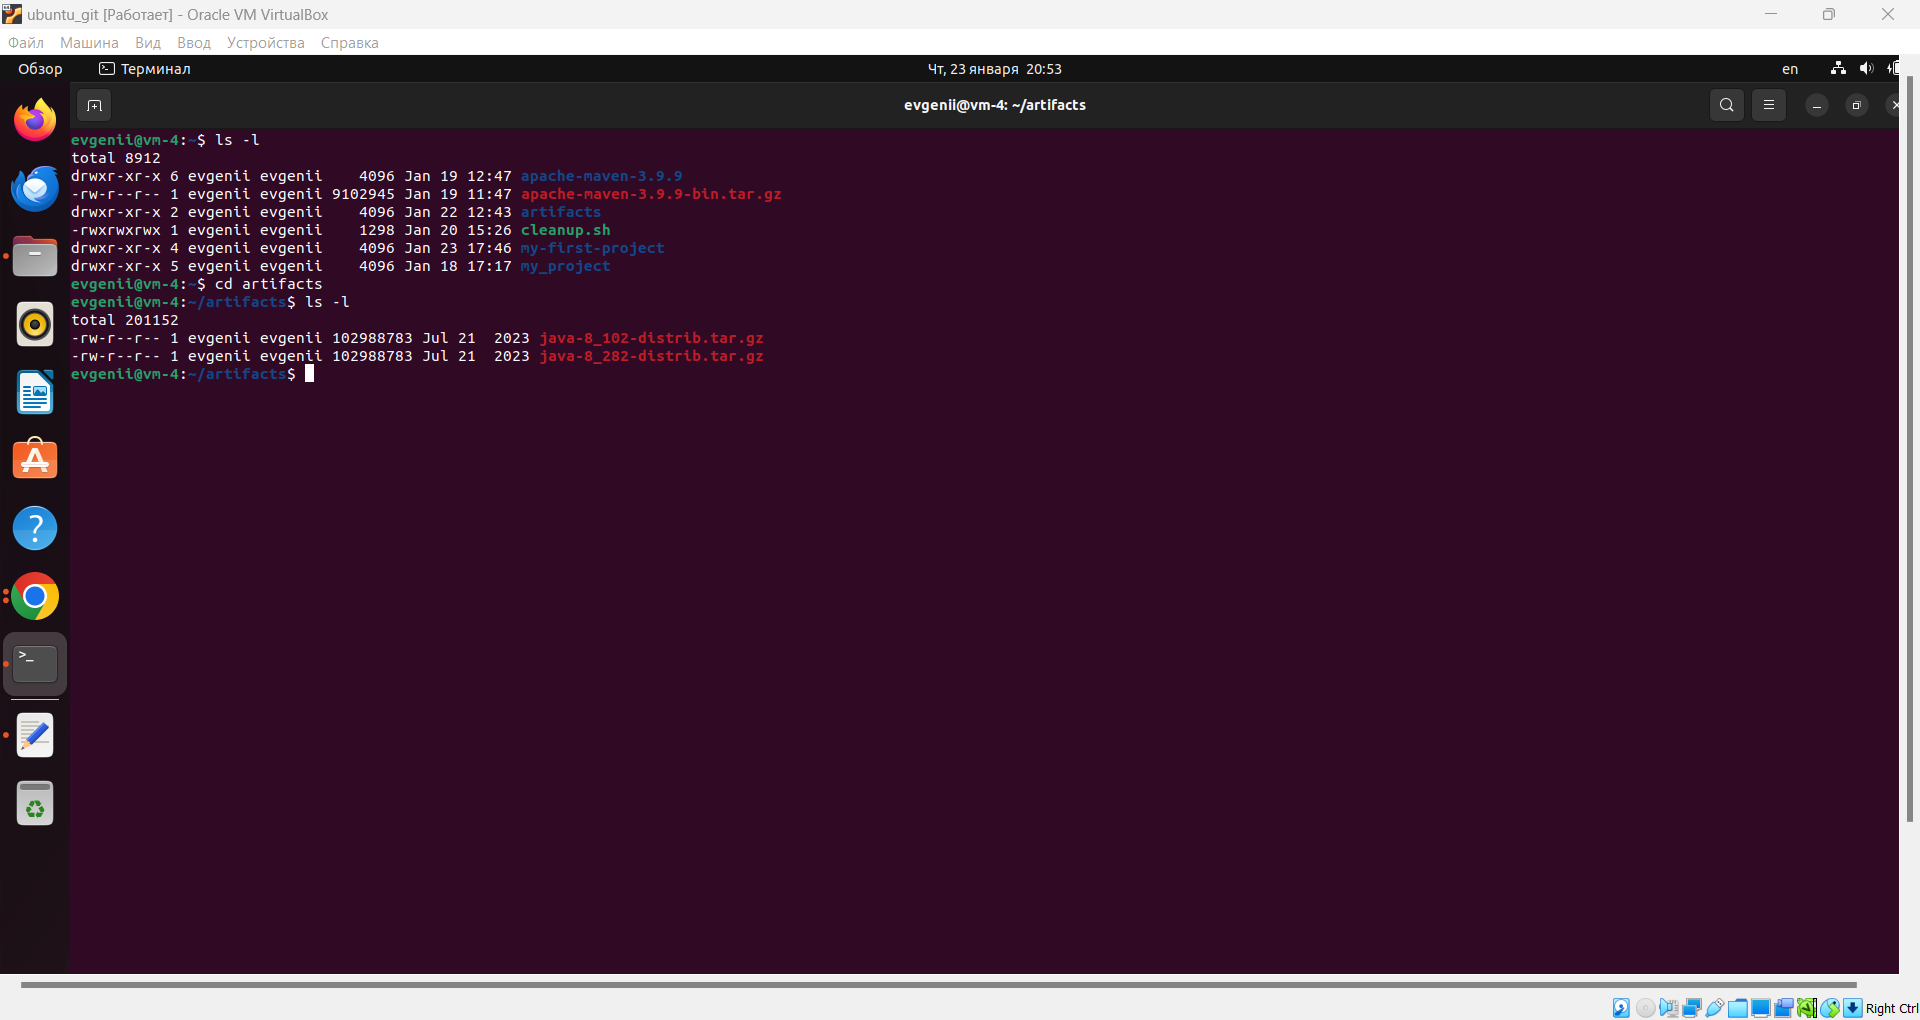 ubuntu_git [Работает] - Oracle VM VirtualBox
Файл Машина Вид Ввод Устройства Справка
Обзор Терминал Чт, 23 января 20:53 en
evgenii@vm-4: ~/artifacts
evgenii@vm-4:~$ ls -l
total 8912
drwxr-xr-x 6 evgenii evgenii    4096 Jan 19 12:47 apache-maven-3.9.9
-rw-r--r-- 1 evgenii evgenii 9102945 Jan 19 11:47 apache-maven-3.9.9-bin.tar.gz
drwxr-xr-x 2 evgenii evgenii    4096 Jan 22 12:43 artifacts
-rwxrwxrwx 1 evgenii evgenii    1298 Jan 20 15:26 cleanup.sh
drwxr-xr-x 4 evgenii evgenii    4096 Jan 23 17:46 my-first-project
drwxr-xr-x 5 evgenii evgenii    4096 Jan 18 17:17 my_project
evgenii@vm-4:~$ cd artifacts
evgenii@vm-4:~/artifacts$ ls -l
total 201152
-rw-r--r-- 1 evgenii evgenii 102988783 Jul 21  2023 java-8_102-distrib.tar.gz
-rw-r--r-- 1 evgenii evgenii 102988783 Jul 21  2023 java-8_282-distrib.tar.gz
evgenii@vm-4:~/artifacts$
Right Ctrl